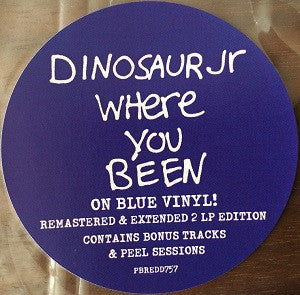 DINOSAUR Jr
Where
You
BEEN
ON BLUE VINYL!
REMASTERED & EXTENDED 2 LP EDITION
CONTAINS BONUS TRACKS
& PEEL SESSIONS
PBREDD757